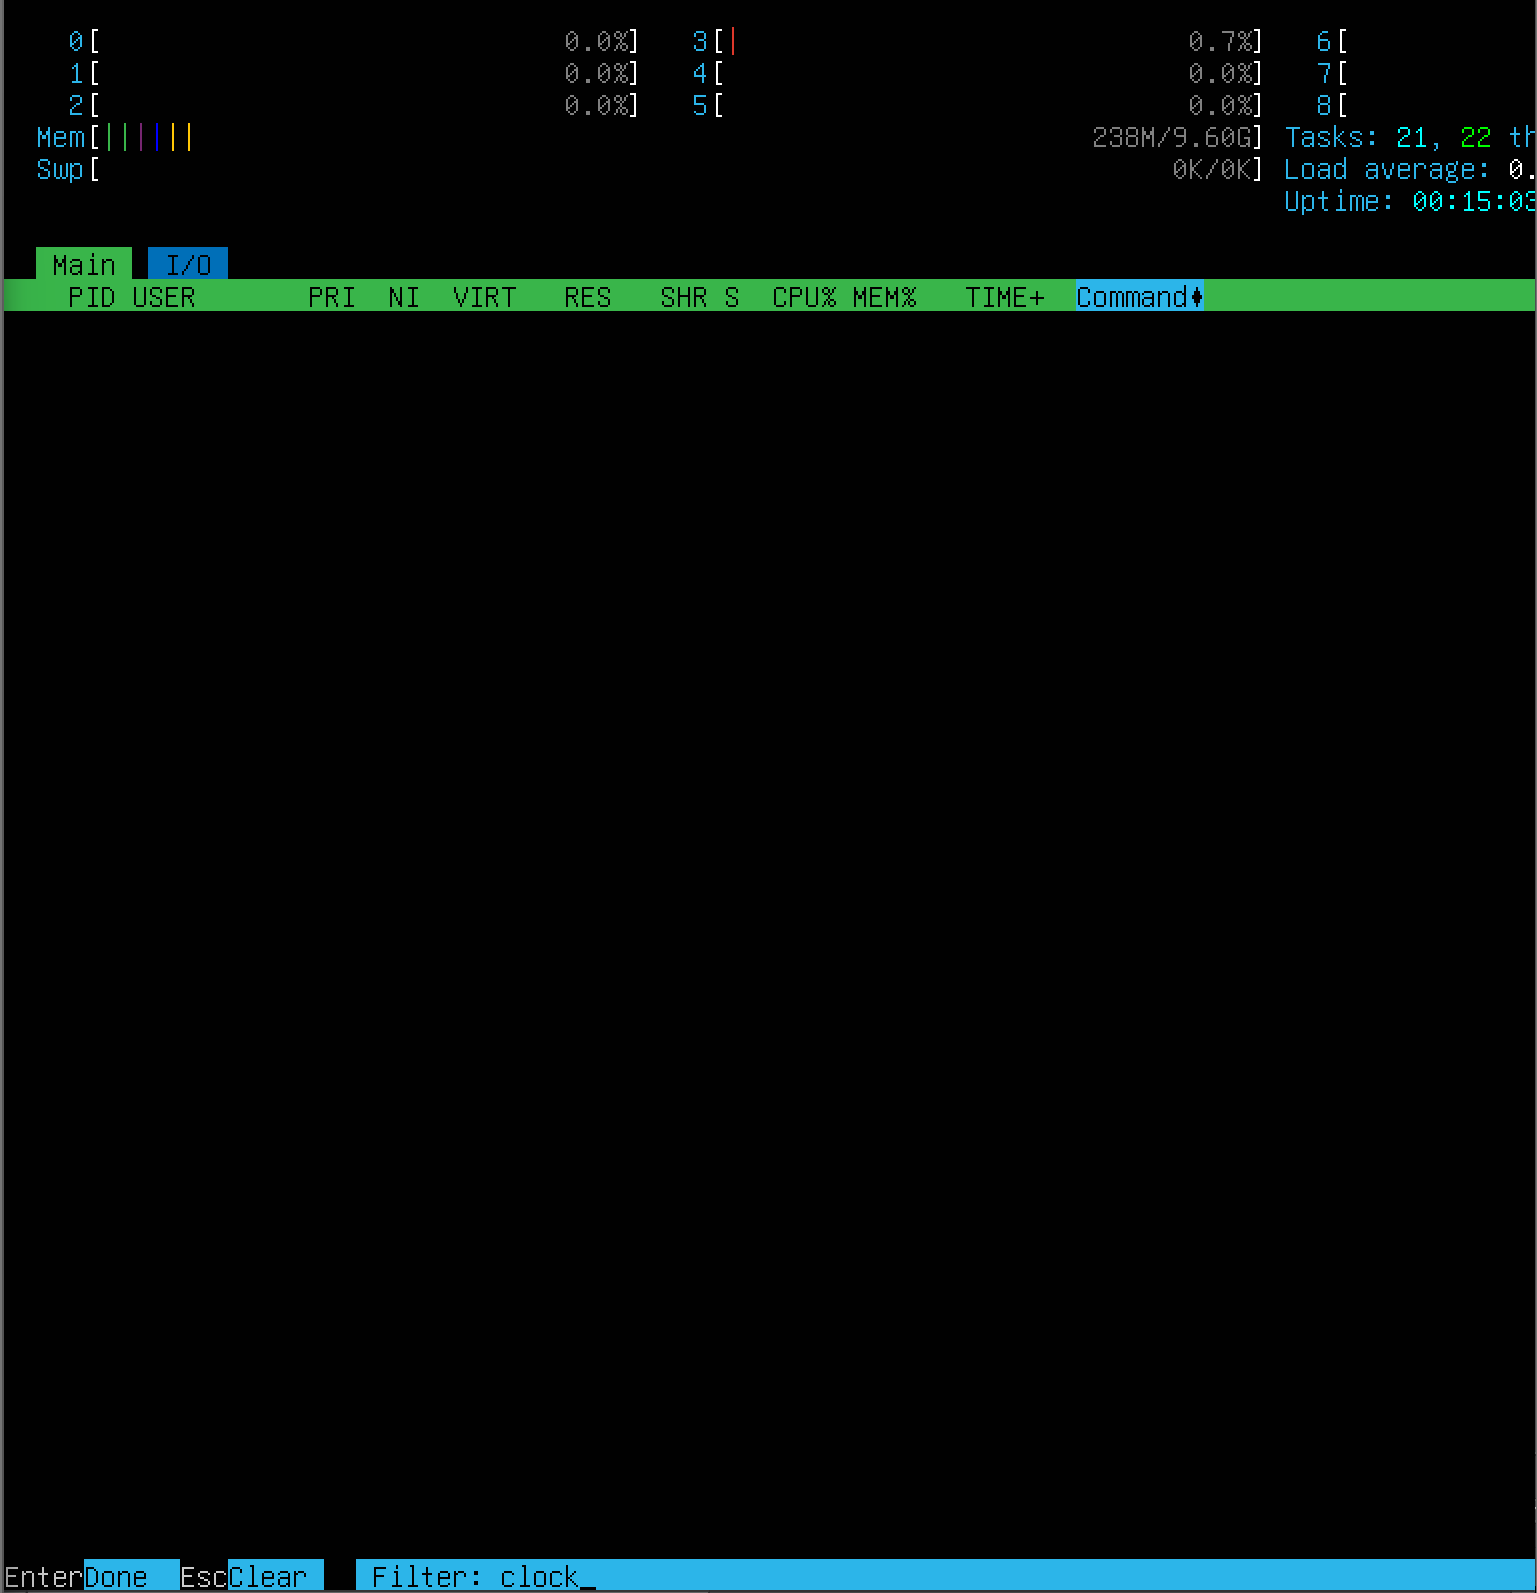 0[ 0.0%] 3[| 0.7%] 6[
1[ 0.0%] 4[ 0.0%] 7[
2[ 0.0%] 5[ 0.0%] 8[
Mem[|||||| 238M/9.60G] Tasks: 21, 22 th
Swp[ 0K/0K] Load average: 0.
Uptime: 00:15:03
Main I/O
PID USER PRI NI VIRT RES SHR S CPU% MEM% TIME+ Command♦
EnterDone EscClear Filter: clock_